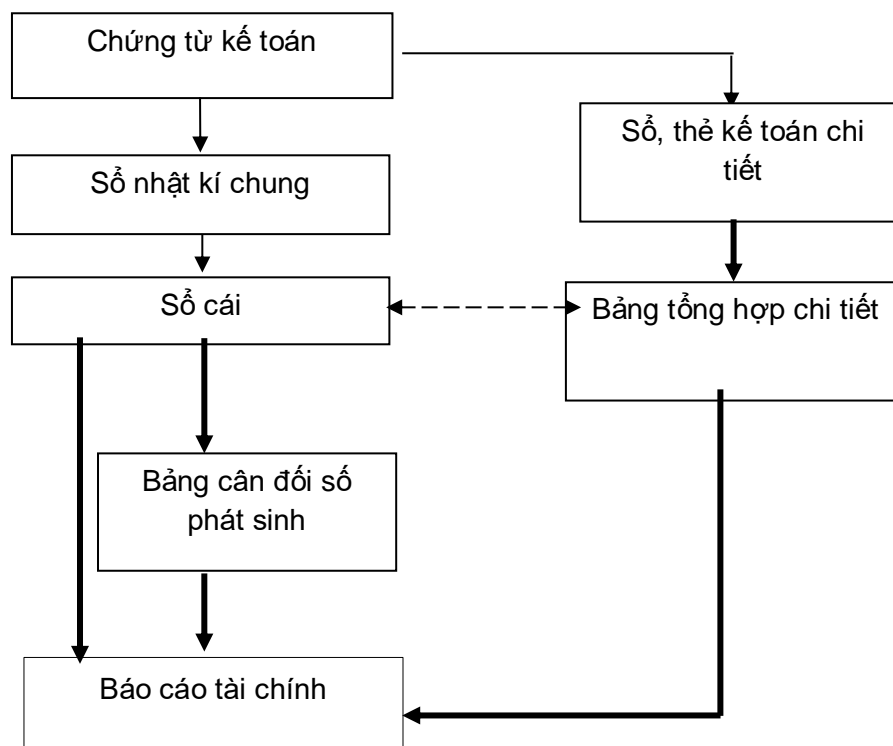 Chứng từ kế toán
Sổ, thẻ kế toán chi
tiết
Sổ nhật kí chung
Sổ cái
Bảng tổng hợp chi tiết
Bảng cân đối số
phát sinh
Báo cáo tài chính